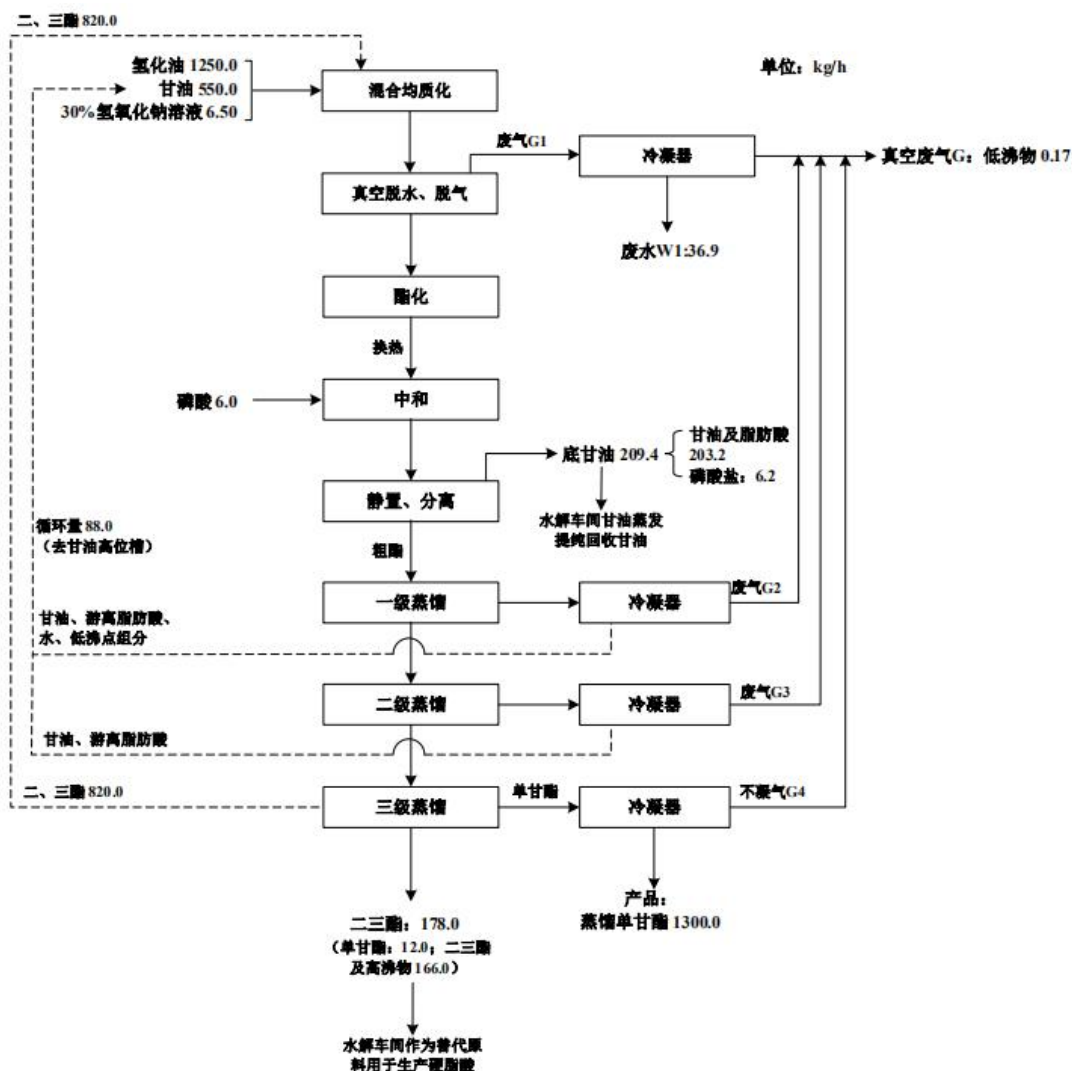 二、三酯 820.0
氢化油 1250.0
甘油 550.0
30%氢氧化钠溶液 6.50
混合均质化
单位：kg/h
废气G1
冷凝器
真空废气G：低沸物 0.17
真空脱水、脱气
废水W1:36.9
酯化
换热
磷酸 6.0
中和
底甘油 209.4
甘油及脂肪酸
203.2
磷酸盐：6.2
静置、分离
水解车间甘油蒸发
提纯回收甘油
循环量 88.0
（去甘油高位槽）
粗酯
一级蒸馏
冷凝器
废气G2
甘油、游离脂肪酸、
水、低沸点组分
二级蒸馏
冷凝器
废气G3
甘油、游离脂肪酸
二、三酯 820.0
三级蒸馏
单甘酯
冷凝器
不凝气G4
产品：
蒸馏单甘酯 1300.0
二三酯：178.0
（单甘酯：12.0；二三酯
及高沸物 166.0）
水解车间作为替代原
料用于生产硬脂酸